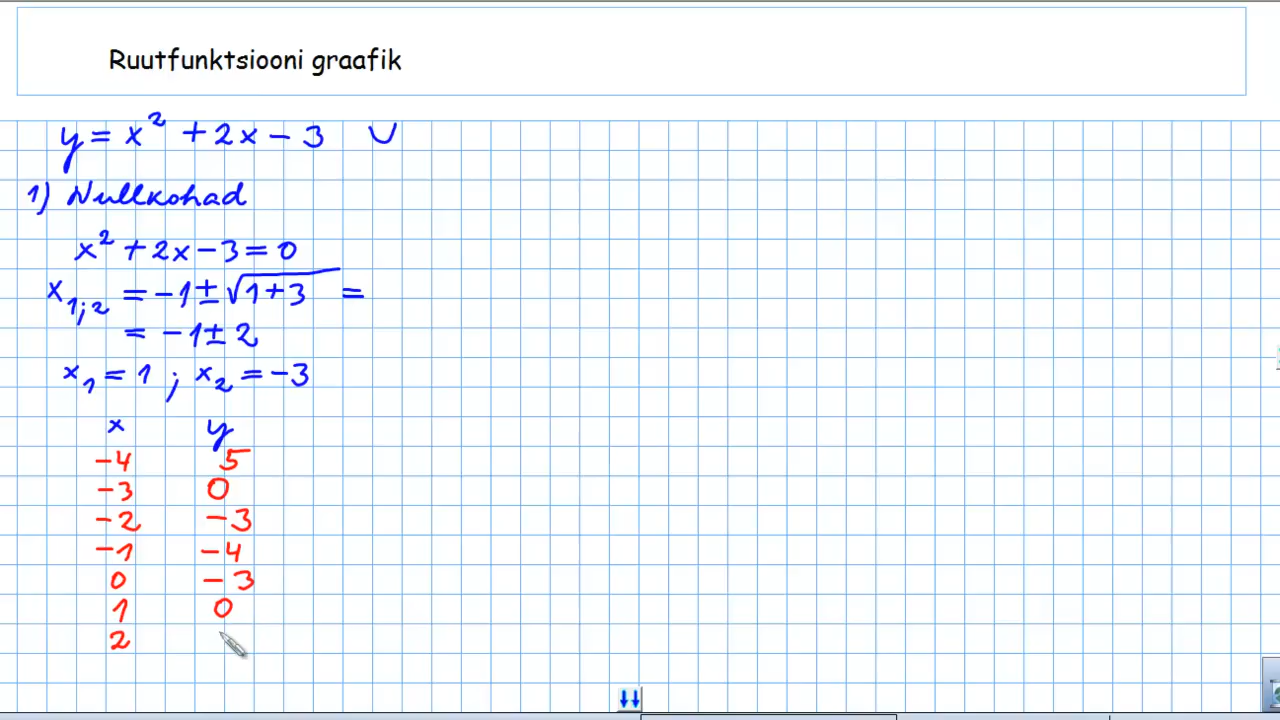 Ruutfunktsiooni graafik
y = x² + 2x - 3 ∪
1) Nullkohad
x² + 2x - 3 = 0
x₁;₂ = -1 ± √(1+3) =
= -1 ± 2
x₁ = 1 ; x₂ = -3
x y
-4 5
-3 0
-2 -3
-1 -4
0 -3
1 0
2